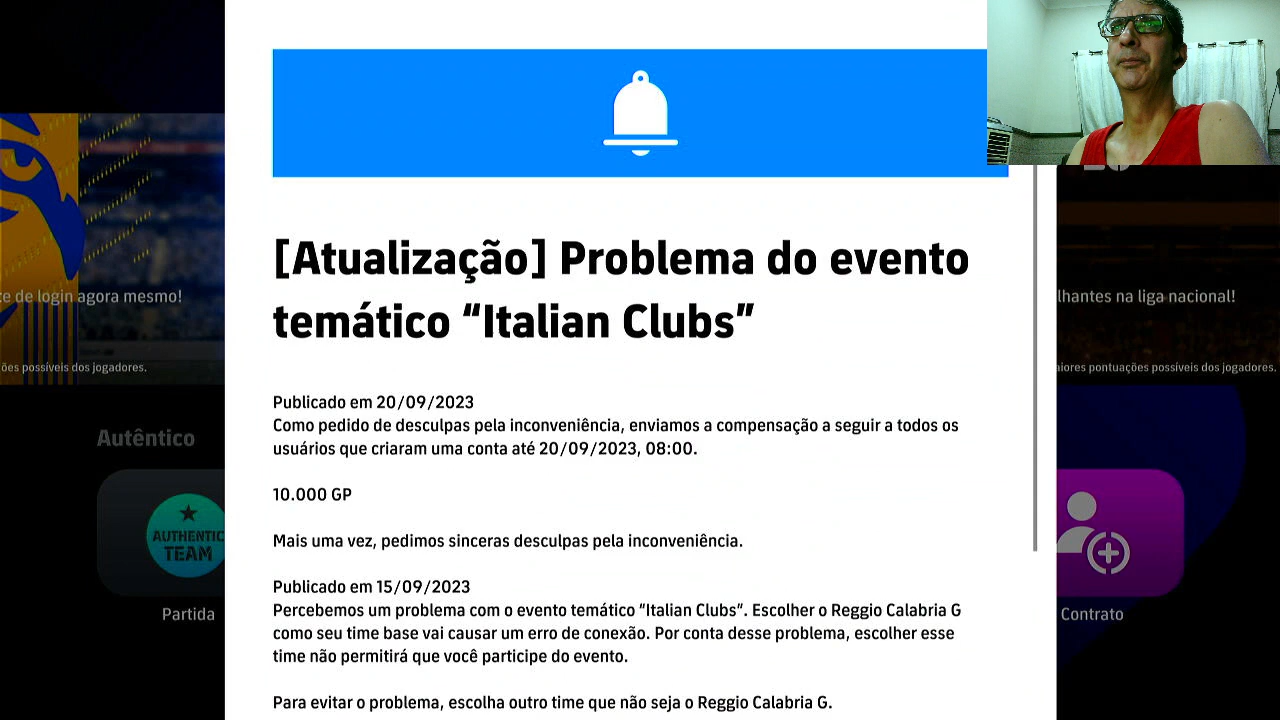 [Atualização] Problema do evento
temático “Italian Clubs”
Publicado em 20/09/2023
Como pedido de desculpas pela inconveniência, enviamos a compensação a seguir a todos os
usuários que criaram uma conta até 20/09/2023, 08:00.
10.000 GP
Mais uma vez, pedimos sinceras desculpas pela inconveniência.
Publicado em 15/09/2023
Percebemos um problema com o evento temático “Italian Clubs”. Escolher o Reggio Calabria G
como seu time base vai causar um erro de conexão. Por conta desse problema, escolher esse
time não permitirá que você participe do evento.
Para evitar o problema, escolha outro time que não seja o Reggio Calabria G.
de login agora mesmo!
ões possíveis dos jogadores.
Autêntico
AUTHENTIC
TEAM
Partida
lhantes na liga nacional!
aiores pontuações possíveis dos jogadores.
Contrato